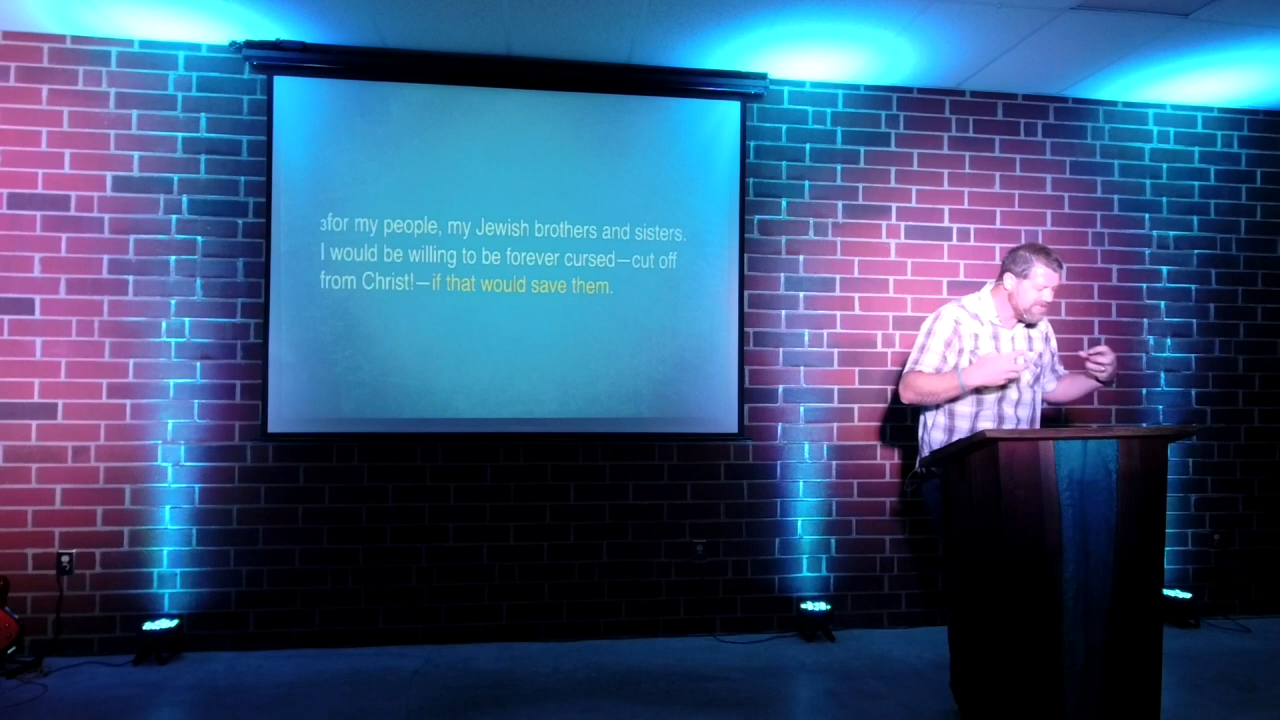 3for my people, my Jewish brothers and sisters.
I would be willing to be forever cursed—cut off
from Christ!—if that would save them.